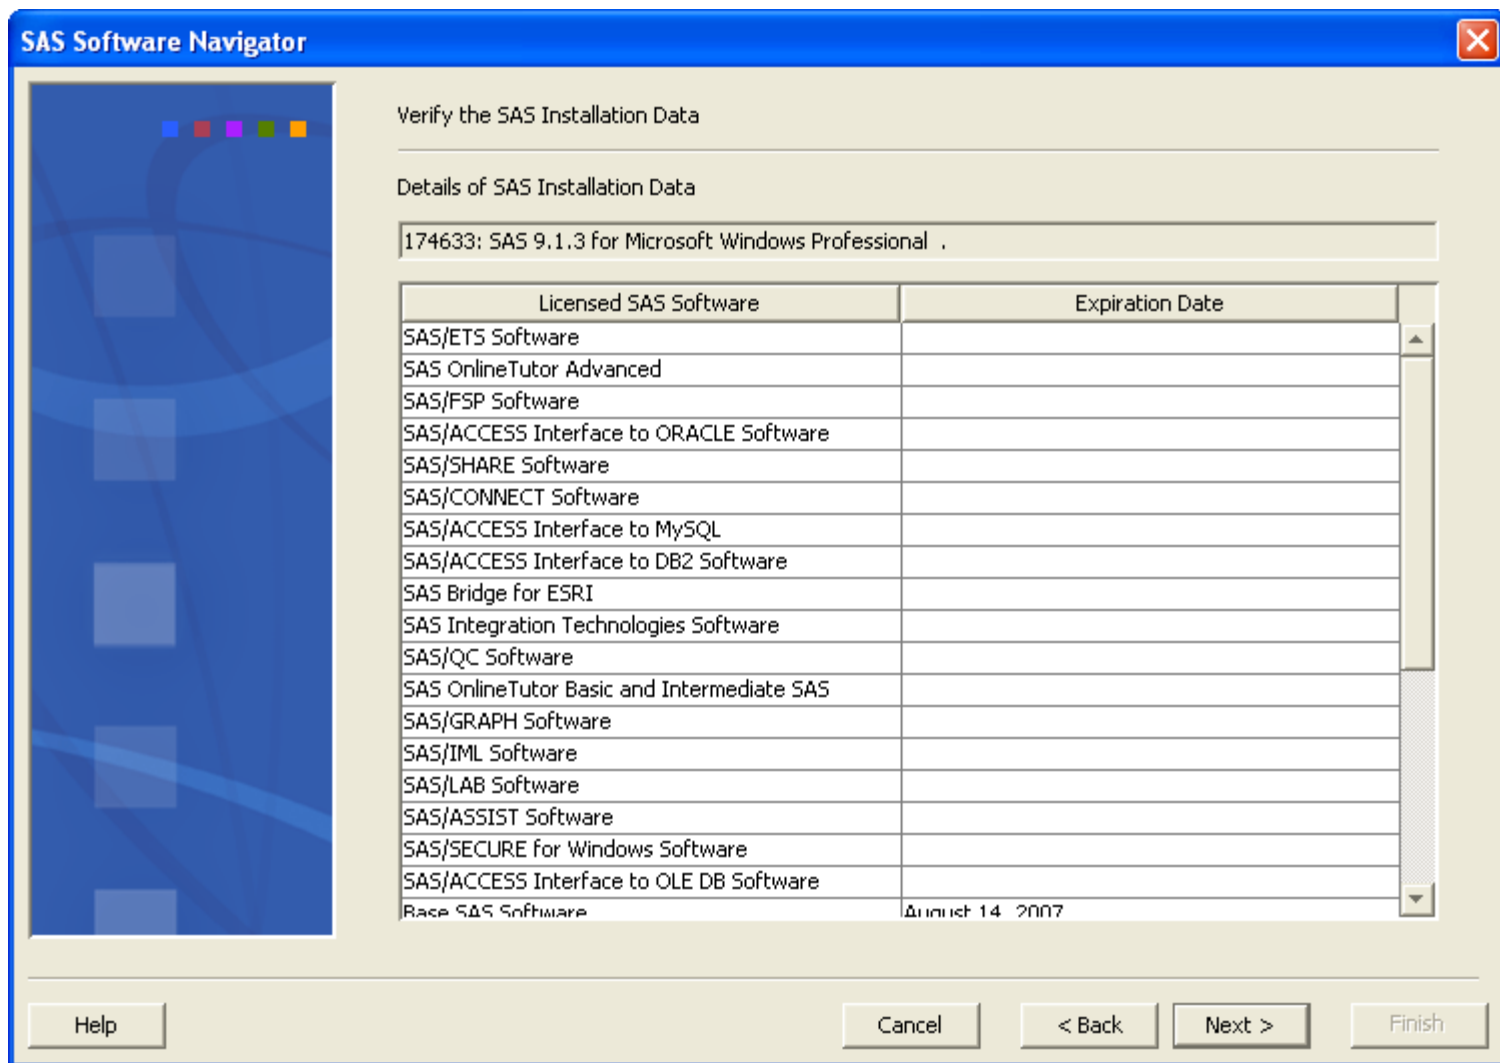 SAS Software Navigator
Verify the SAS Installation Data
Details of SAS Installation Data
174633: SAS 9.1.3 for Microsoft Windows Professional .
Licensed SAS Software Expiration Date
SAS/ETS Software
SAS OnlineTutor Advanced
SAS/FSP Software
SAS/ACCESS Interface to ORACLE Software
SAS/SHARE Software
SAS/CONNECT Software
SAS/ACCESS Interface to MySQL
SAS/ACCESS Interface to DB2 Software
SAS Bridge for ESRI
SAS Integration Technologies Software
SAS/QC Software
SAS OnlineTutor Basic and Intermediate SAS
SAS/GRAPH Software
SAS/IML Software
SAS/LAB Software
SAS/ASSIST Software
SAS/SECURE for Windows Software
SAS/ACCESS Interface to OLE DB Software
Base SAS Software August 14, 2007
Help Cancel < Back Next > Finish